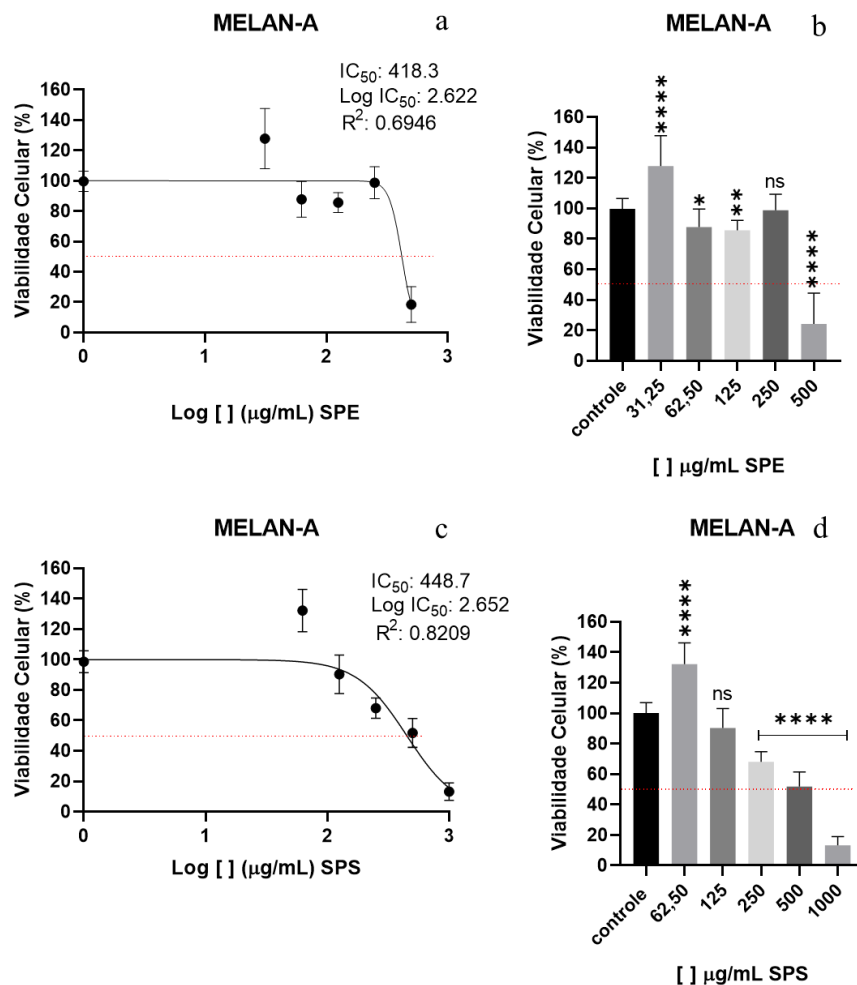 MELAN-A
a
IC50: 418.3
Log IC50: 2.622
R2: 0.6946
Viabilidade Celular (%)
160
140
120
100
80
60
40
20
0
0
1
2
3
Log [ ] (μg/mL) SPE
MELAN-A
b
Viabilidade Celular (%)
160
140
120
100
80
60
40
20
0
****
*
**
ns
****
controle
31,25
62,50
125
250
500
[ ] μg/mL SPE
MELAN-A
c
IC50: 448.7
Log IC50: 2.652
R2: 0.8209
Viabilidade Celular (%)
160
140
120
100
80
60
40
20
0
0
1
2
3
Log [ ] (μg/mL) SPS
MELAN-A
d
Viabilidade Celular (%)
160
140
120
100
80
60
40
20
0
****
ns
****
controle
62,50
125
250
500
1000
[ ] μg/mL SPS